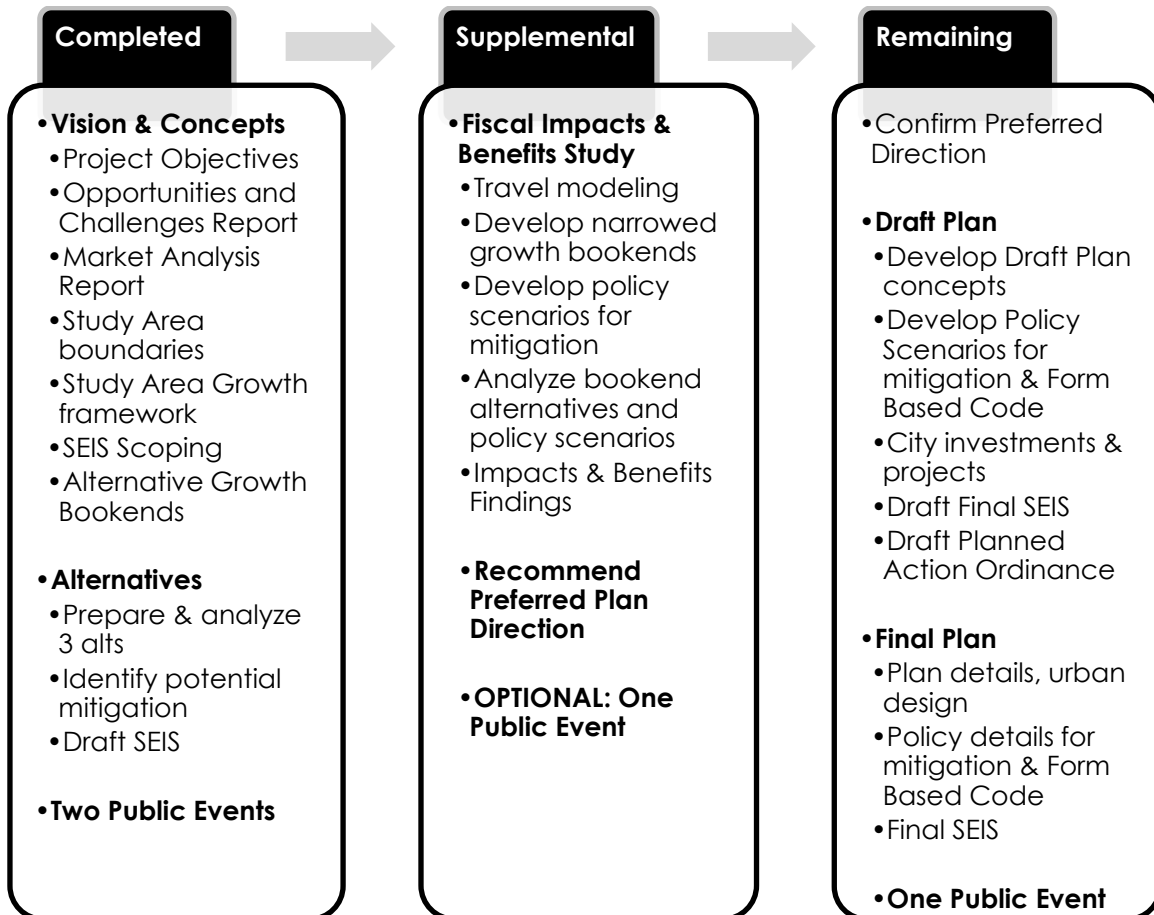 Completed
•Vision & Concepts
•Project Objectives
•Opportunities and
Challenges Report
•Market Analysis
Report
•Study Area
boundaries
•Study Area Growth
framework
•SEIS Scoping
•Alternative Growth
Bookends
•Alternatives
•Prepare & analyze
3 alts
•Identify potential
mitigation
•Draft SEIS
•Two Public Events
Supplemental
•Fiscal Impacts &
Benefits Study
•Travel modeling
•Develop narrowed
growth bookends
•Develop policy
scenarios for
mitigation
•Analyze bookend
alternatives and
policy scenarios
•Impacts & Benefits
Findings
•Recommend
Preferred Plan
Direction
•OPTIONAL: One
Public Event
Remaining
•Confirm Preferred
Direction
•Draft Plan
•Develop Draft Plan
concepts
•Develop Policy
Scenarios for
mitigation & Form
Based Code
•City investments &
projects
•Draft Final SEIS
•Draft Planned
Action Ordinance
•Final Plan
•Plan details, urban
design
•Policy details for
mitigation & Form
Based Code
•Final SEIS
•One Public Event